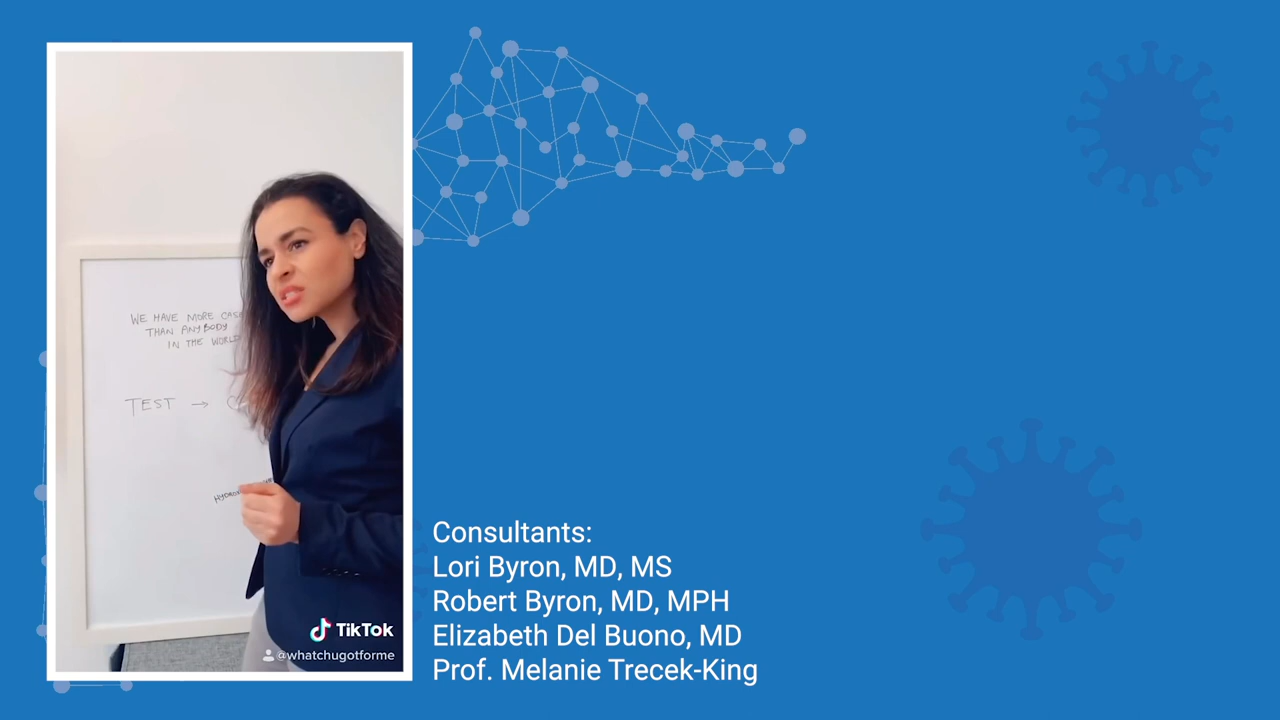 WE HAVE MORE
THAN ANYBODY
IN THE WORLD
TEST →
TikTok
@whatchugotforme
Consultants:
Lori Byron, MD, MS
Robert Byron, MD, MPH
Elizabeth Del Buono, MD
Prof. Melanie Trecek-King